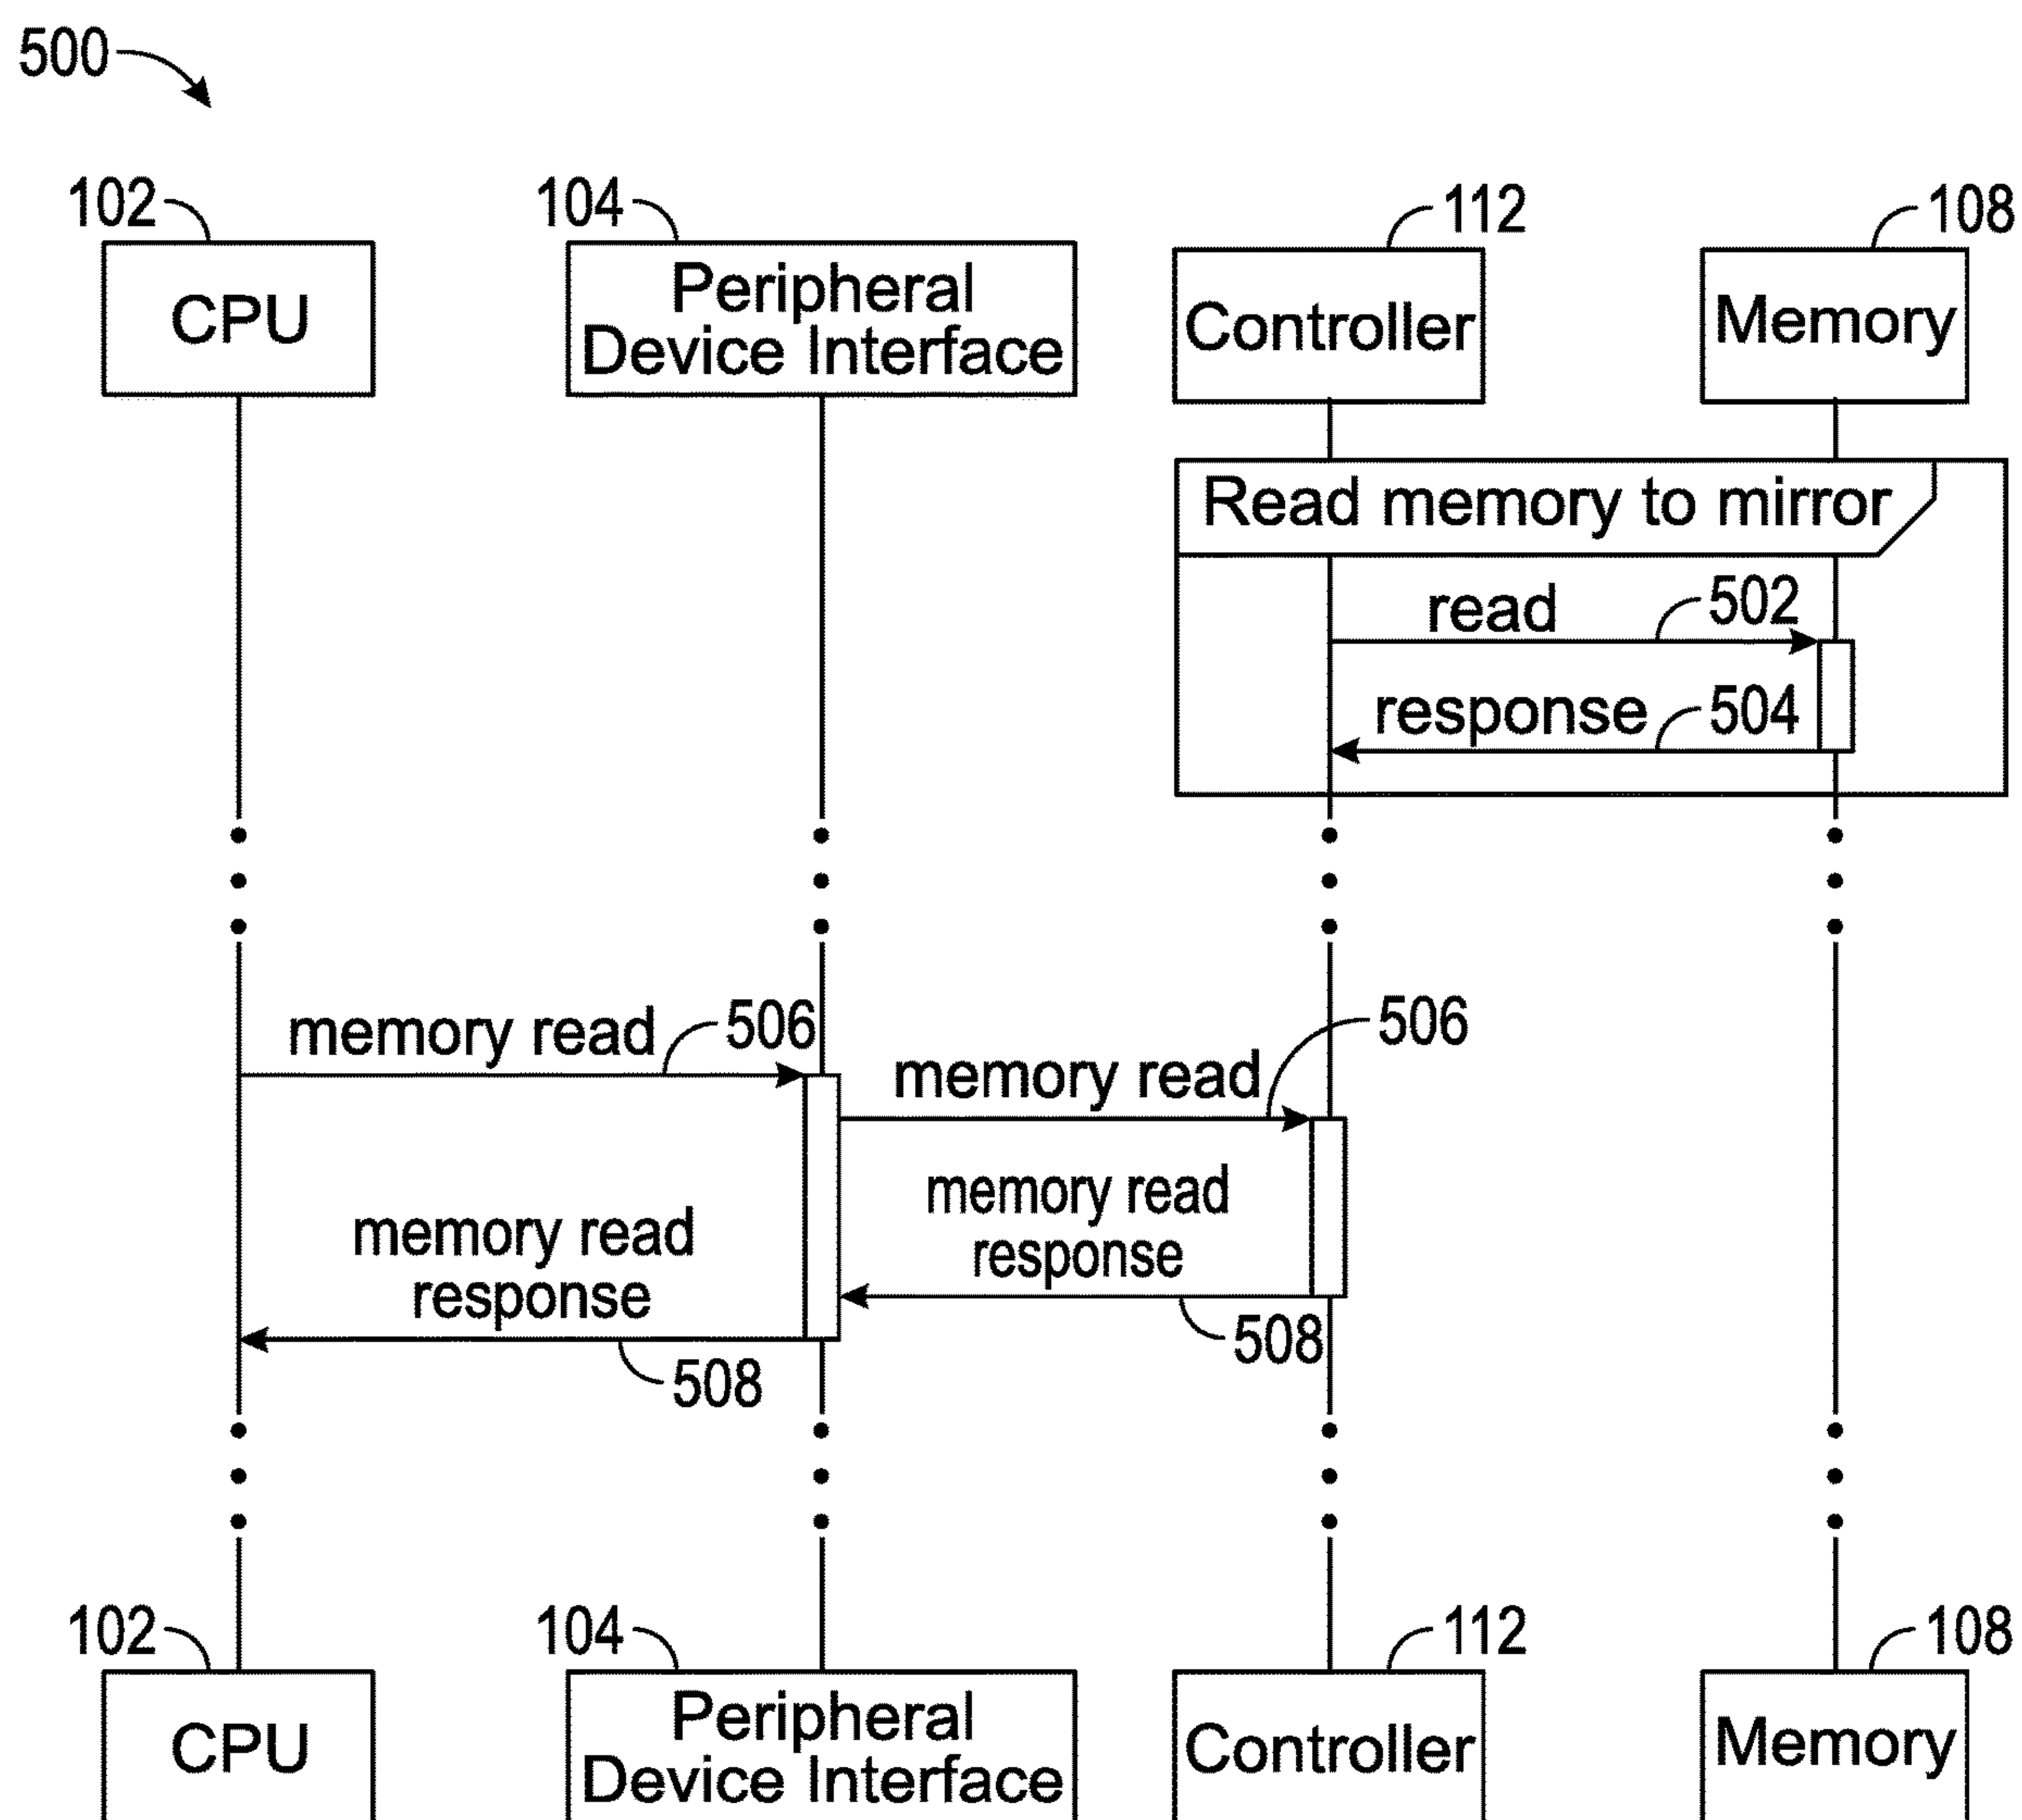 500
102
104
112
108
CPU
Peripheral
Device Interface
Controller
Memory
Read memory to mirror
read
502
response
504
memory read
506
memory read
506
memory read
response
508
memory read
response
508
102
104
112
108
CPU
Peripheral
Device Interface
Controller
Memory